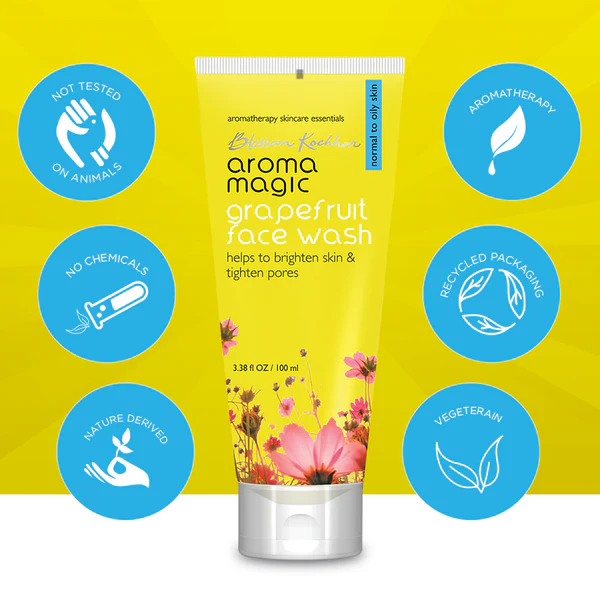 NOT TESTED
ON ANIMALS
NO CHEMICALS
NATURE DERIVED
aromatherapy skincare essentials
Blossom Kochhar
aroma
magic
grapefruit
face wash
helps to brighten skin &
tighten pores
3.38 fl OZ / 100 ml
normal to oily skin
AROMATHERAPY
RECYCLED PACKAGING
VEGETERAIN